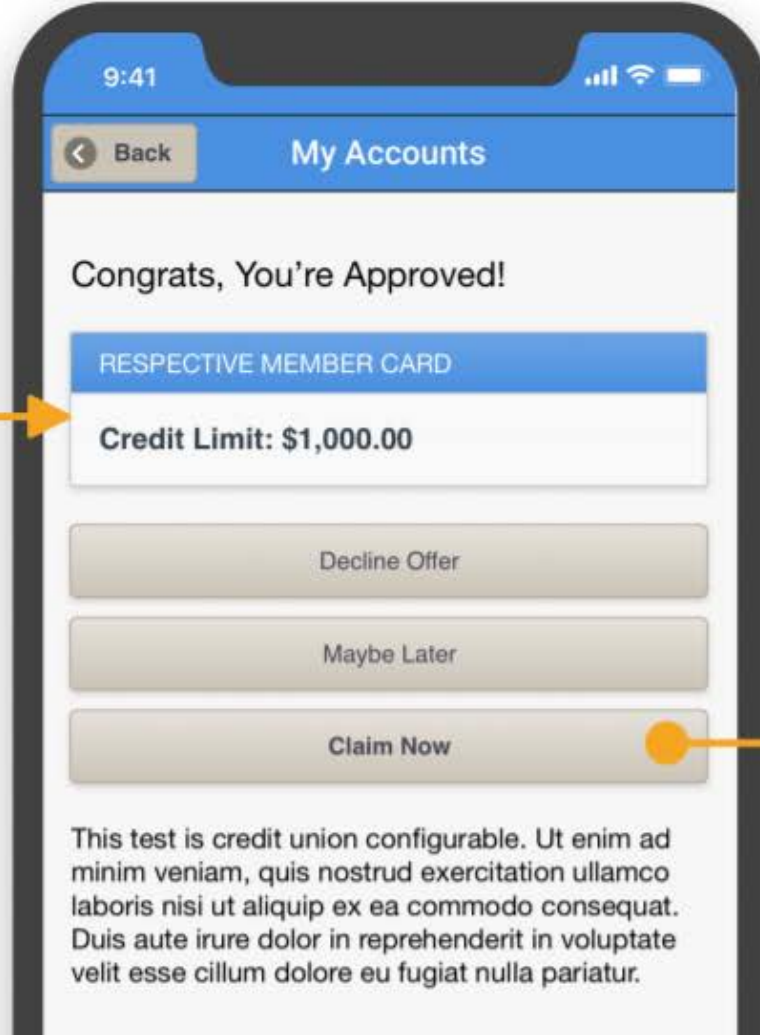 9:41
Back
My Accounts
Congrats, You’re Approved!
RESPECTIVE MEMBER CARD
Credit Limit: $1,000.00
Decline Offer
Maybe Later
Claim Now
This test is credit union configurable. Ut enim ad
minim veniam, quis nostrud exercitation ullamco
laboris nisi ut aliquip ex ea commodo consequat.
Duis aute irure dolor in reprehenderit in voluptate
velit esse cillum dolore eu fugiat nulla pariatur.